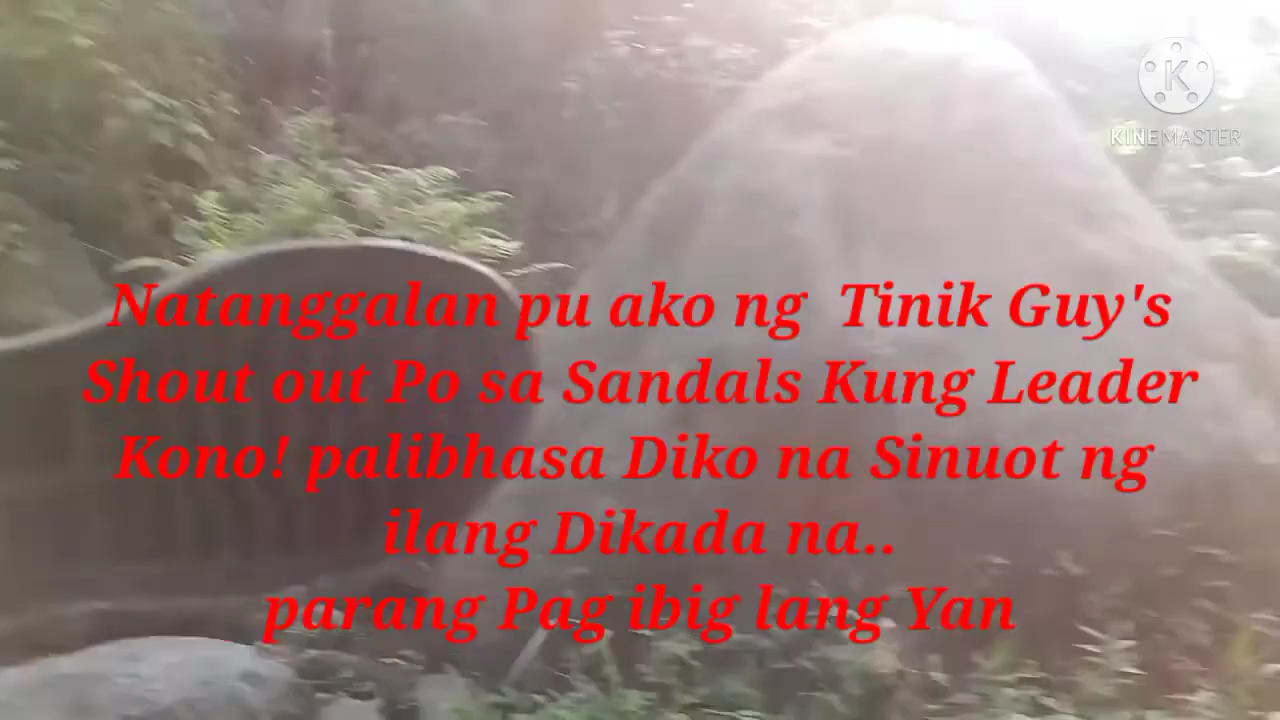 KINEMASTER
Natanggalan pu ako ng Tinik Guy's
Shout out Po sa Sandals Kung Leader
Kono! palibhasa Diko na Sinuot ng
ilang Dikada na..
parang Pag ibig lang Yan